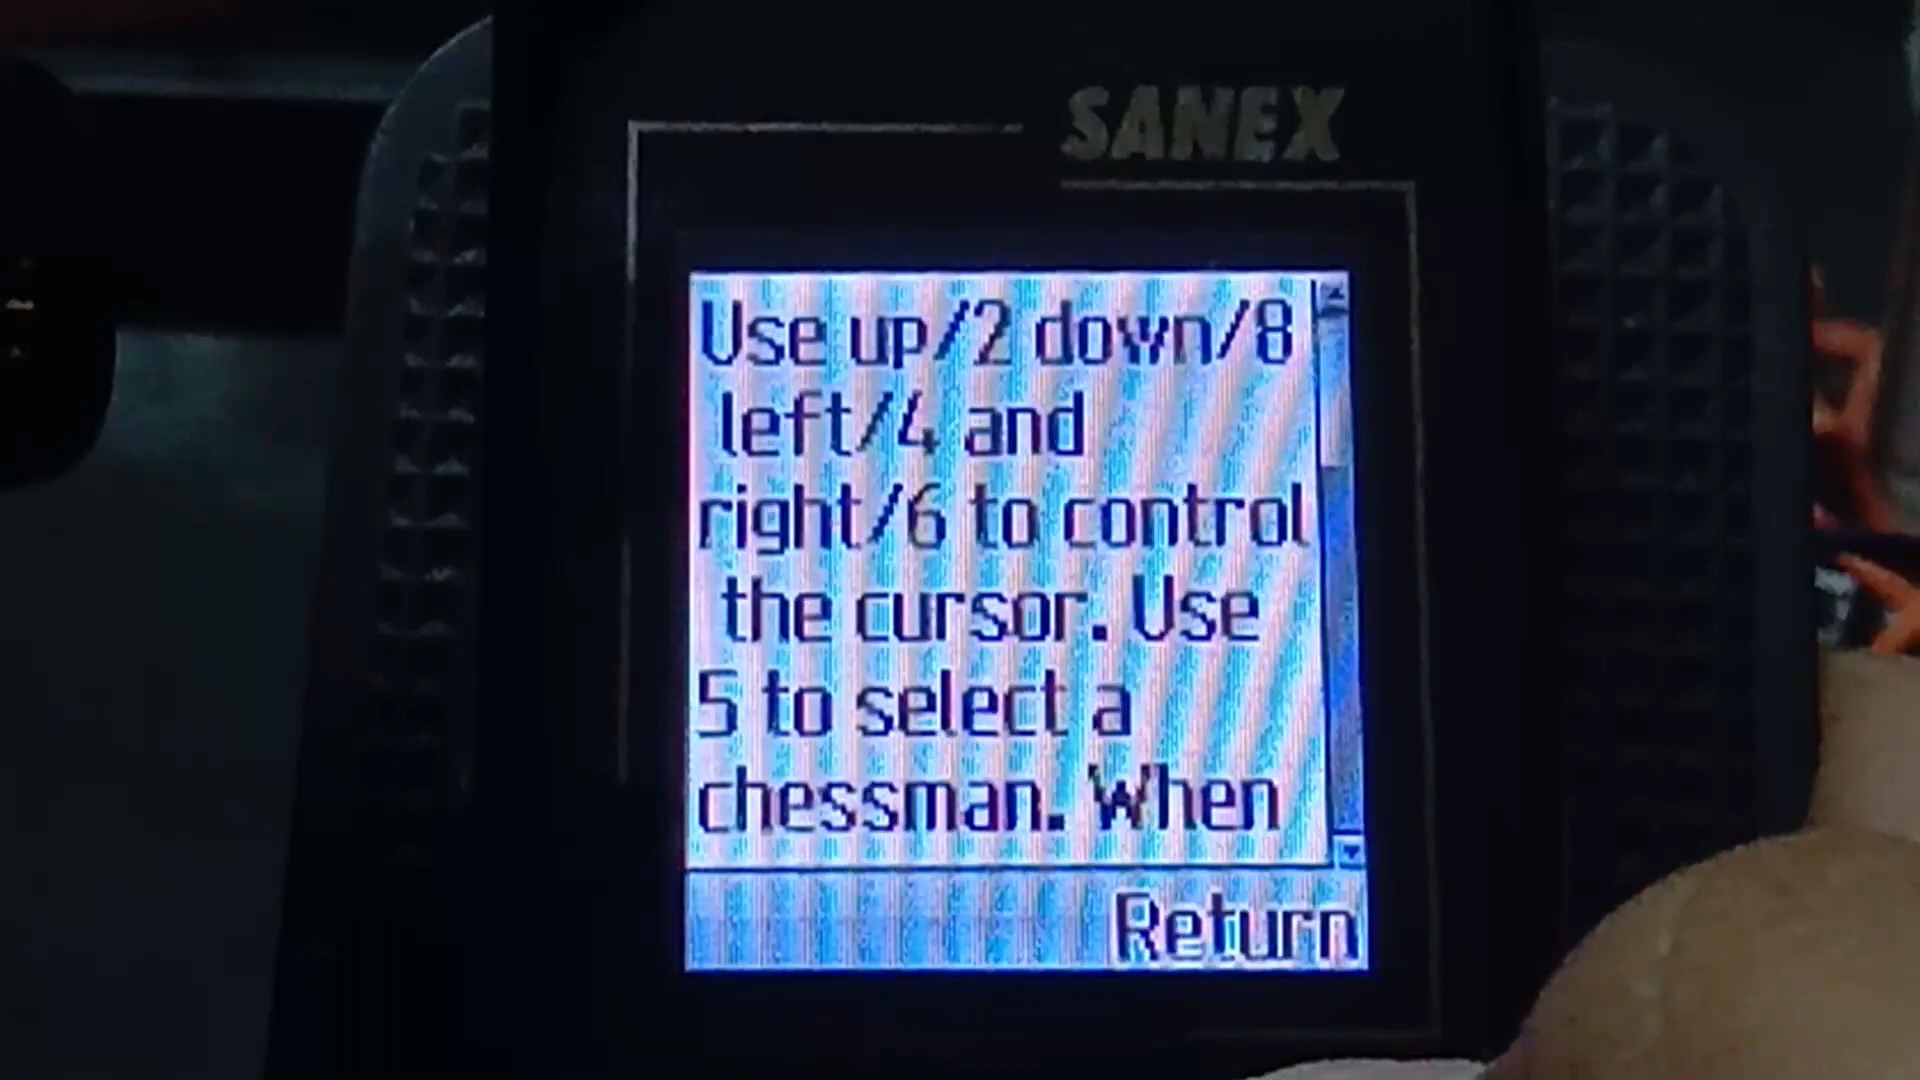 SANEX
Use up/2 down/8
left/4 and
right/6 to control
the cursor. Use
5 to select a
chessman. When
Return